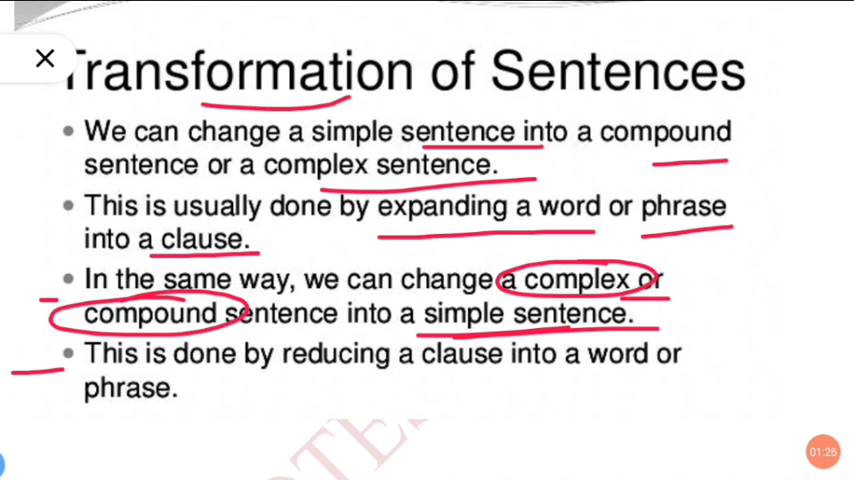 Transformation of Sentences
• We can change a simple sentence into a compound
sentence or a complex sentence.
• This is usually done by expanding a word or phrase
into a clause.
• In the same way, we can change a complex or
compound sentence into a simple sentence.
• This is done by reducing a clause into a word or
phrase.
01:26